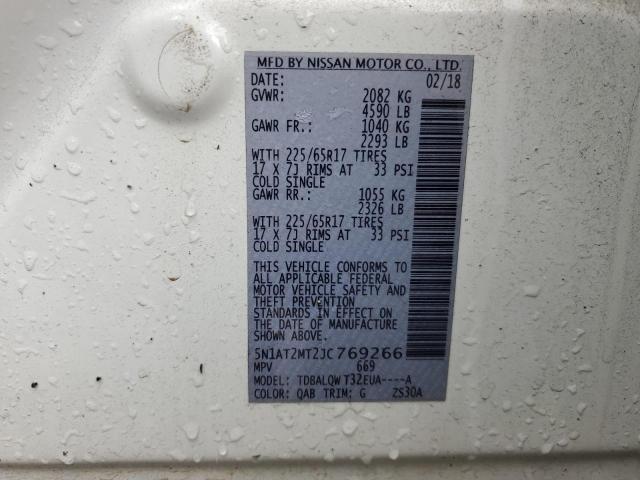 MFD BY NISSAN MOTOR CO., LTD.
DATE: 02/18
GVWR: 2082 KG
4590 LB
GAWR FR.: 1040 KG
2293 LB
WITH 225/65R17 TIRES
17 X 7J RIMS AT 33 PSI
COLD SINGLE
GAWR RR.: 1055 KG
2326 LB
WITH 225/65R17 TIRES
17 X 7J RIMS AT 33 PSI
COLD SINGLE
THIS VEHICLE CONFORMS TO
ALL APPLICABLE FEDERAL
MOTOR VEHICLE SAFETY AND
THEFT PREVENTION
STANDARDS IN EFFECT ON
THE DATE OF MANUFACTURE
SHOWN ABOVE.
5N1AT2MT2JC769266
MPV 669
MODEL: TDBALQW T32EUA----A
COLOR: QAB TRIM: G ZS30A